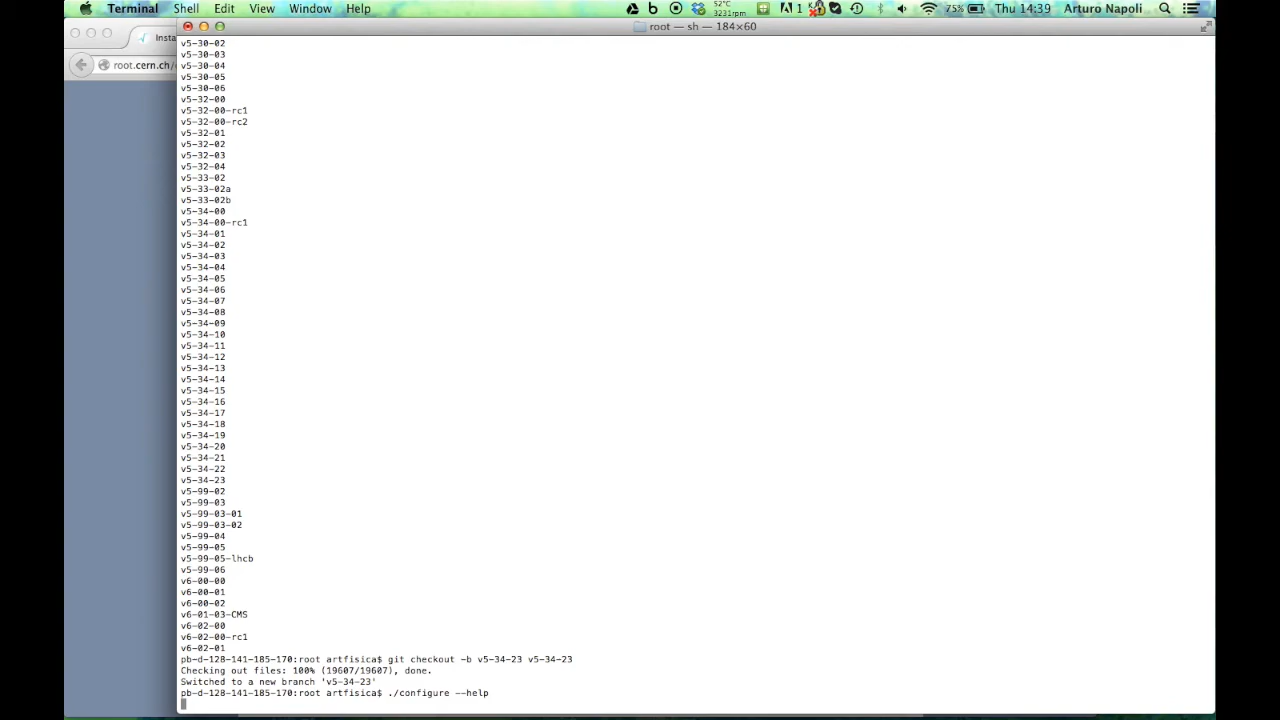 Terminal Shell Edit View Window Help 52°C 3231rpm 1 75% Thu 14:39 Arturo Napoli
root — sh — 184×60
Insta
root.cern.ch/
v5-30-02
v5-30-03
v5-30-04
v5-30-05
v5-30-06
v5-32-00
v5-32-00-rc1
v5-32-00-rc2
v5-32-01
v5-32-02
v5-32-03
v5-32-04
v5-33-02
v5-33-02a
v5-33-02b
v5-34-00
v5-34-00-rc1
v5-34-01
v5-34-02
v5-34-03
v5-34-04
v5-34-05
v5-34-06
v5-34-07
v5-34-08
v5-34-09
v5-34-10
v5-34-11
v5-34-12
v5-34-13
v5-34-14
v5-34-15
v5-34-16
v5-34-17
v5-34-18
v5-34-19
v5-34-20
v5-34-21
v5-34-22
v5-34-23
v5-99-02
v5-99-03
v5-99-03-01
v5-99-03-02
v5-99-04
v5-99-05
v5-99-05-lhcb
v5-99-06
v6-00-00
v6-00-01
v6-00-02
v6-01-03-CMS
v6-02-00
v6-02-00-rc1
v6-02-01
pb-d-128-141-185-170:root artfisica$ git checkout -b v5-34-23 v5-34-23
Checking out files: 100% (19607/19607), done.
Switched to a new branch 'v5-34-23'
pb-d-128-141-185-170:root artfisica$ ./configure --help